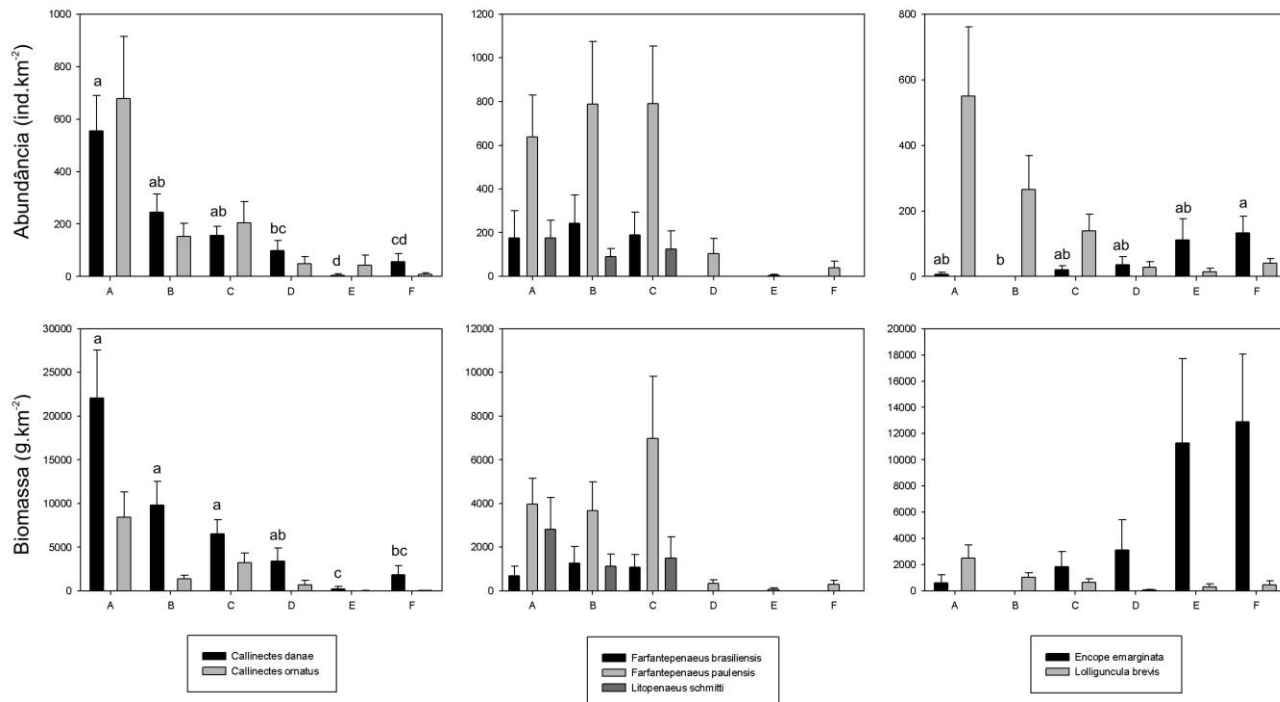 Abundância (ind.km-2)
1000
800
600
400
200
0
a
ab
ab
bc
d
cd
A B C D E F
1200
1000
800
600
400
200
0
A B C D E F
800
600
400
200
0
ab
b
ab
ab
ab
a
A B C D E F
Biomassa (g.km-2)
30000
25000
20000
15000
10000
5000
0
a
a
a
ab
c
bc
A B C D E F
12000
10000
8000
6000
4000
2000
0
A B C D E F
20000
18000
16000
14000
12000
10000
8000
6000
4000
2000
0
A B C D E F
Callinectes danae
Callinectes ornatus
Farfantepenaeus brasiliensis
Farfantepenaeus paulensis
Litopenaeus schmitti
Encope emarginata
Lolliguncula brevis